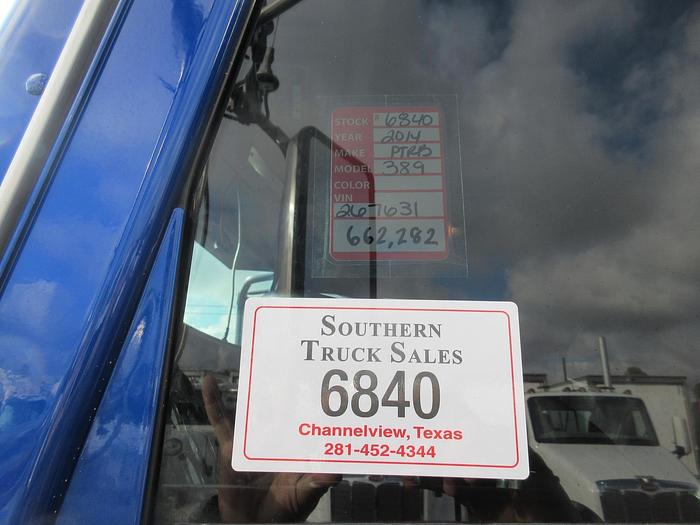 STOCK # 6840
YEAR 2014
MAKE PTRB
MODEL 389
COLOR
VIN
267631
662,282
SOUTHERN
TRUCK SALES
6840
Channelview, Texas
281-452-4344